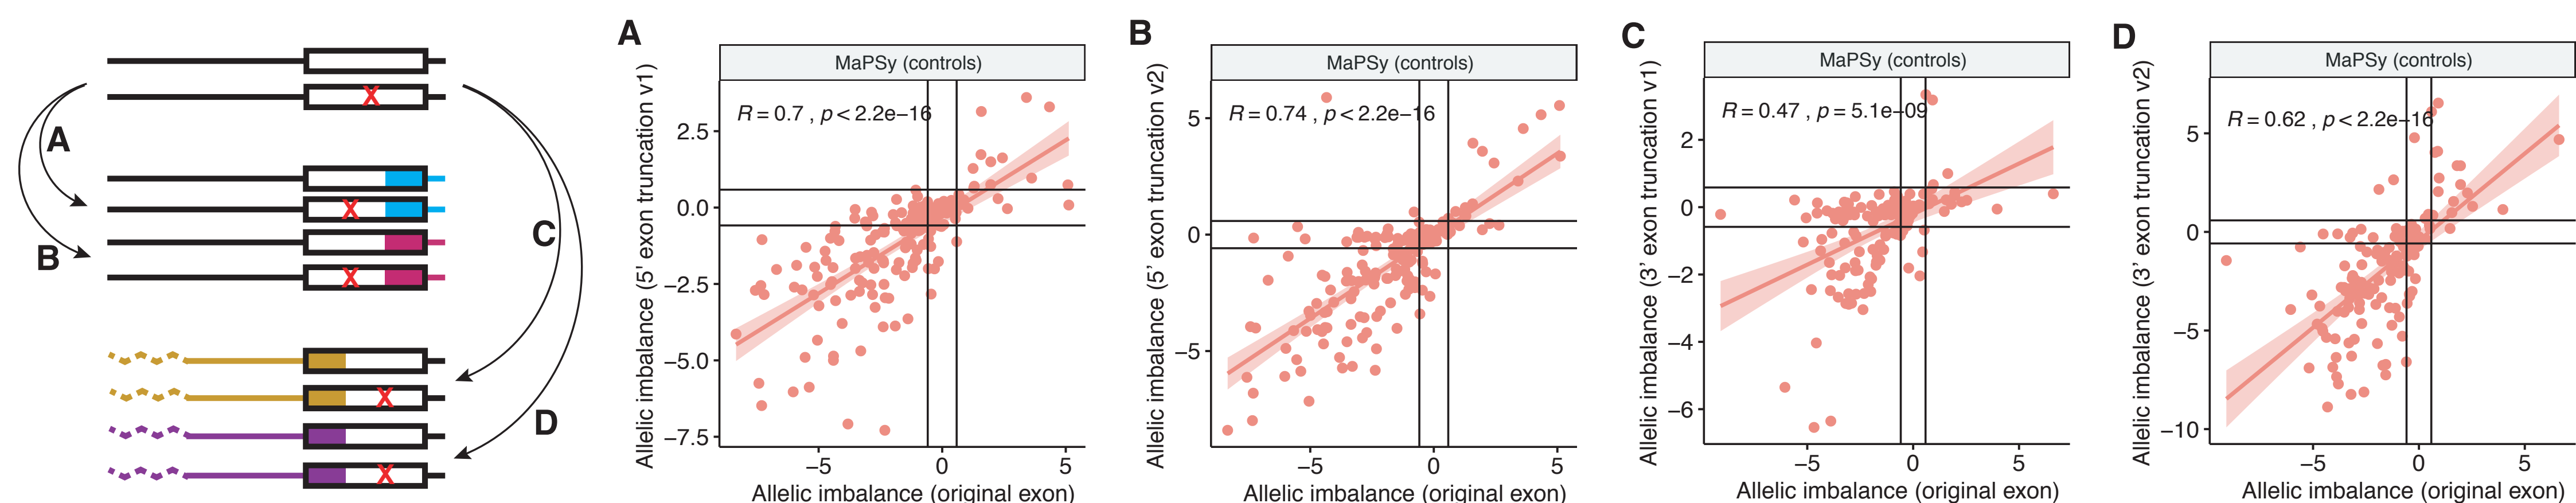 X
A
X
B
X
C
X
D
X
A
MaPSy (controls)
R = 0.7 , p < 2.2e−16
2.5
0.0
−2.5
−5.0
−7.5
Allelic imbalance (5' exon truncation v1)
−5
0
5
Allelic imbalance (original exon)
B
MaPSy (controls)
R = 0.74 , p < 2.2e−16
5
0
−5
Allelic imbalance (5’ exon truncation v2)
−5
0
5
Allelic imbalance (original exon)
C
MaPSy (controls)
R = 0.47 , p = 5.1e−09
2
0
−2
−4
−6
Allelic imbalance (3’ exon truncation v1)
−5
0
5
Allelic imbalance (original exon)
D
MaPSy (controls)
R = 0.62 , p < 2.2e−16
5
0
−5
−10
Allelic imbalance (3’ exon truncation v2)
−5
0
5
Allelic imbalance (original exon)